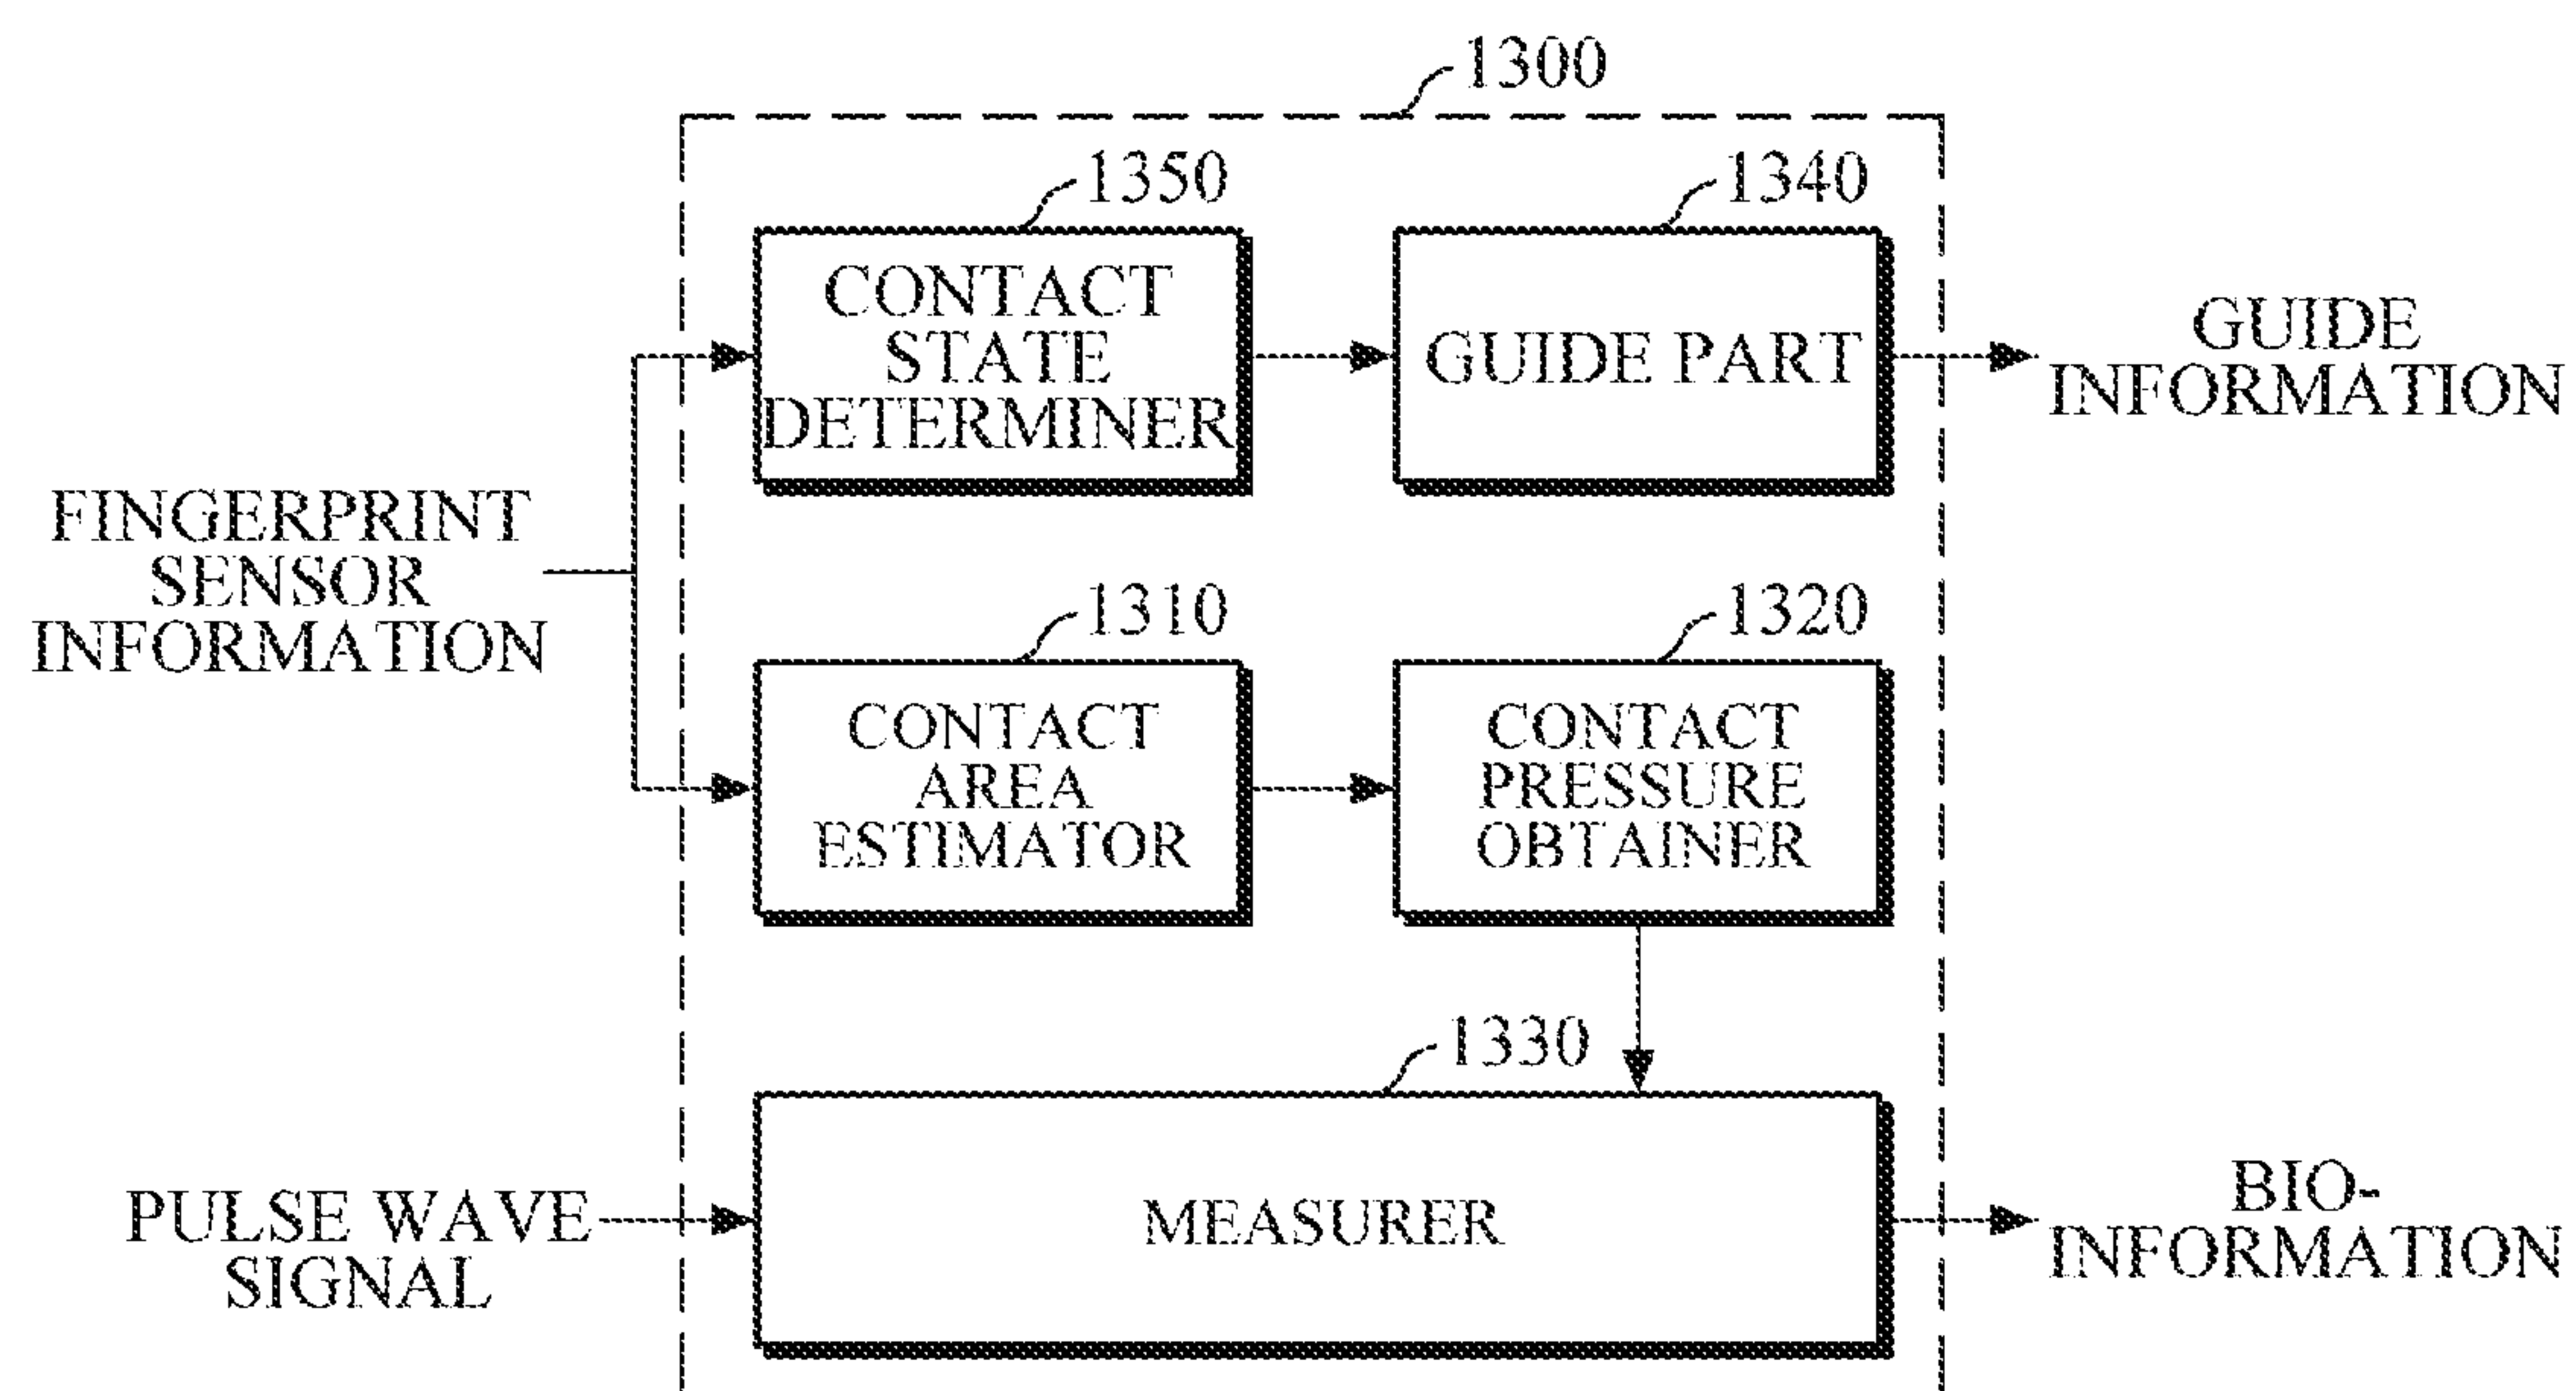 1300
1350
1340
CONTACT
STATE
DETERMINER
GUIDE PART
GUIDE
INFORMATION
FINGERPRINT
SENSOR
INFORMATION
1310
1320
CONTACT
AREA
ESTIMATOR
CONTACT
PRESSURE
OBTAINER
1330
PULSE WAVE
SIGNAL
MEASURER
BIO-
INFORMATION